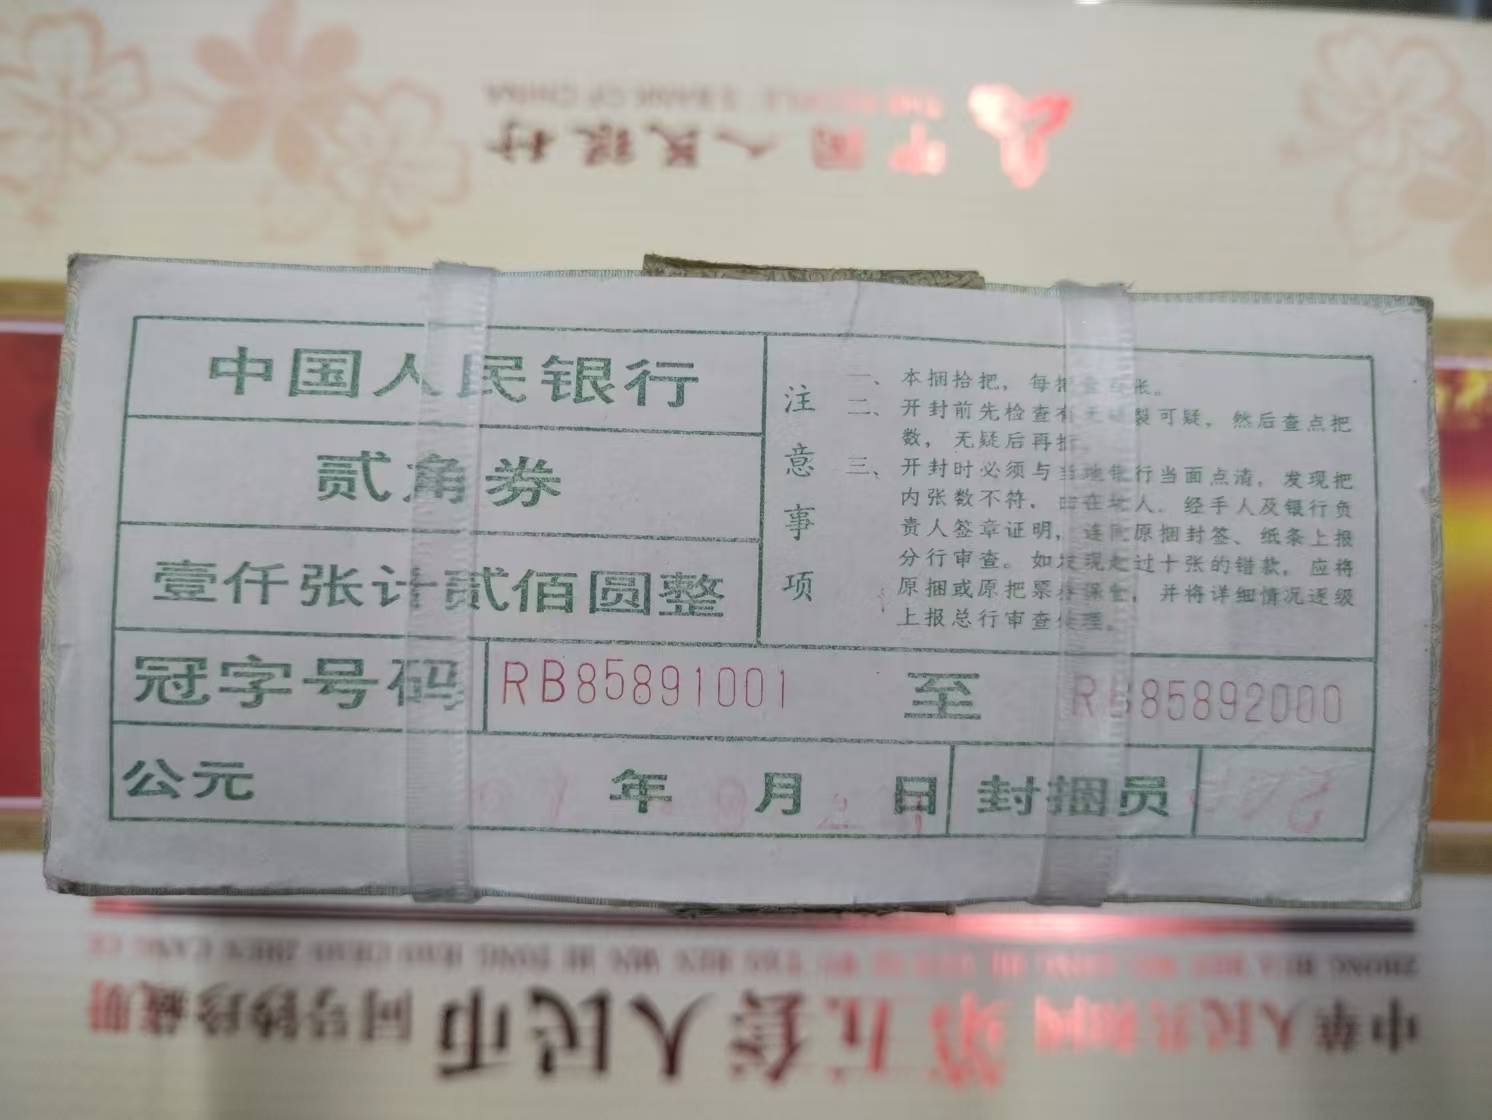 中国人民银行
中国人民银行
贰角券
壹仟张计贰佰圆整
注意事项
一、本捆拾把，每把壹百张。
二、开封前先检查有无破裂可疑，然后查点把
数，无疑后再拆。
三、开封时必须与当地银行当面点清，发现把
内张数不符，由在场人、经手人及银行负
责人签章证明，连同原捆封签、纸条上报
分行审查。如发现超过十张的错款，应将
原捆或原把票券保全，并将详细情况逐级
上报总行审查处理。
冠字号码 RB85891001 至 RB85892000
公元 年 月 日 封捆员
中华人民共和国第五套人民币同号钞珍藏册